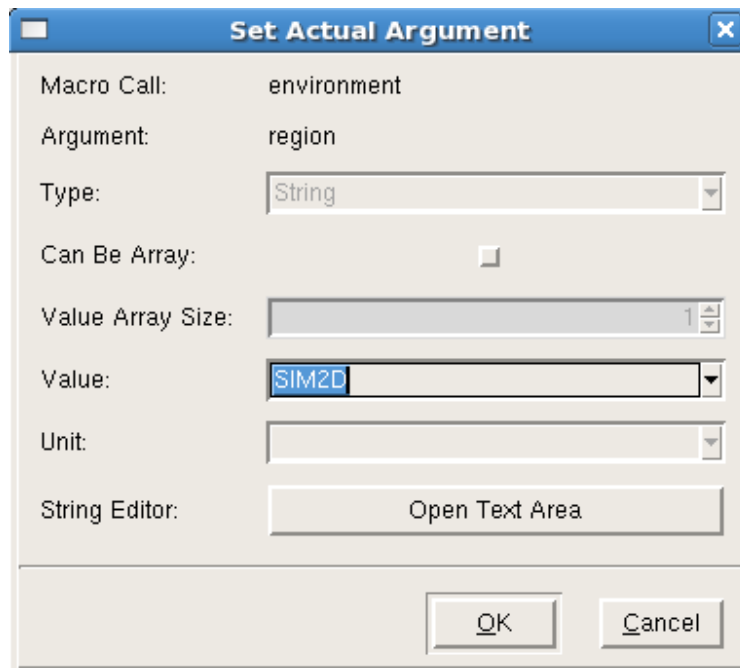 Set Actual Argument
Macro Call: environment
Argument: region
Type: String
Can Be Array:
Value Array Size: 1
Value: SIM2D
Unit:
String Editor: Open Text Area
OK Cancel